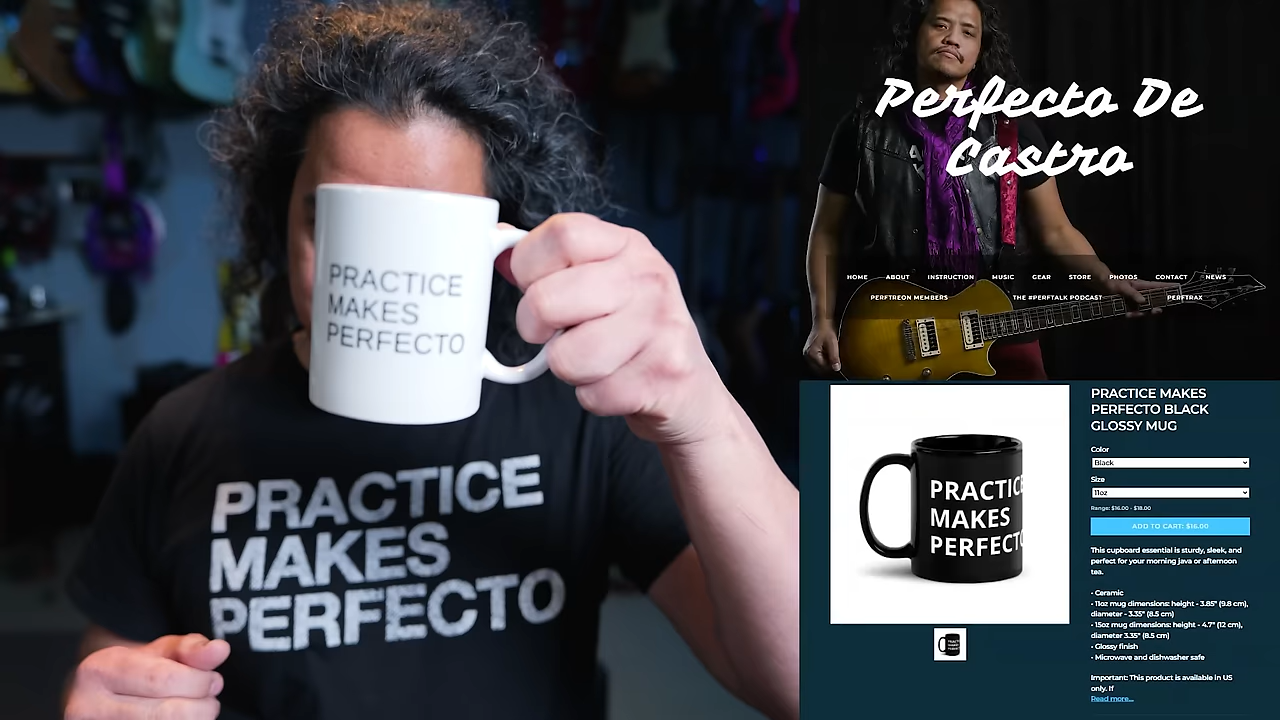 PRACTICE
MAKES
PERFECTO
PRACTICE
MAKES
PERFECTO
Perfecto De
Castro
HOME ABOUT INSTRUCTION MUSIC GEAR STORE PHOTOS CONTACT NEWS
PERFTREON MEMBERS THE #PERFTALK PODCAST PERFTRAX
PRACTICE
MAKES
PERFECTO
PRACTICE MAKES
PERFECTO BLACK
GLOSSY MUG
Color
Black
Size
11oz
Range: $16.00 - $18.00
ADD TO CART: $16.00
This cupboard essential is sturdy, sleek, and
perfect for your morning java or afternoon
tea.
• Ceramic
• 11oz mug dimensions: height - 3.85" (9.8 cm),
diameter - 3.35" (8.5 cm)
• 15oz mug dimensions: height - 4.7" (12 cm),
diameter 3.35" (8.5 cm)
• Glossy finish
• Microwave and dishwasher safe
Important: This product is available in US
only. If
Read more...